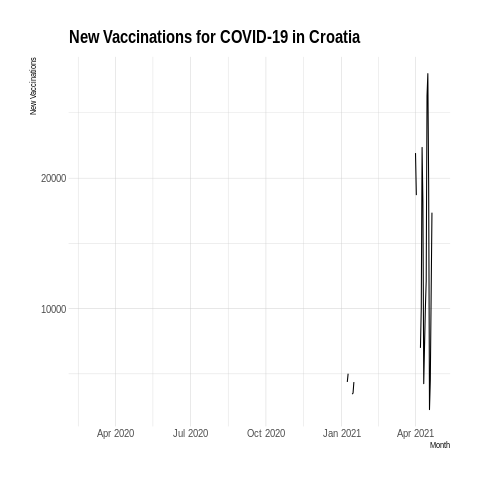 New Vaccinations for COVID-19 in Croatia
New Vaccinations
20000
10000
Apr 2020
Jul 2020
Oct 2020
Jan 2021
Apr 2021
Month